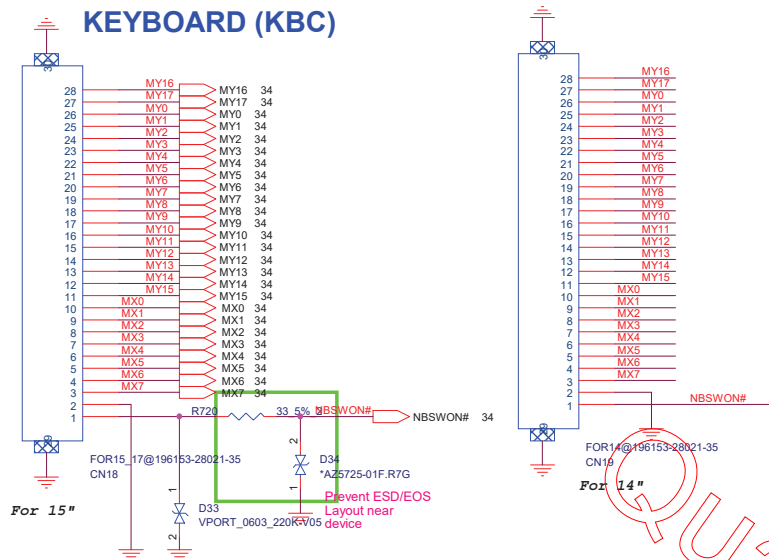 KEYBOARD (KBC)
30
28 MY16 MY16 34
27 MY17 MY17 34
26 MY0 MY0 34
25 MY1 MY1 34
24 MY2 MY2 34
23 MY3 MY3 34
22 MY4 MY4 34
21 MY5 MY5 34
20 MY6 MY6 34
19 MY7 MY7 34
18 MY8 MY8 34
17 MY9 MY9 34
16 MY10 MY10 34
15 MY11 MY11 34
14 MY12 MY12 34
13 MY13 MY13 34
12 MY14 MY14 34
11 MY15 MY15 34
10 MX0 MX0 34
9 MX1 MX1 34
8 MX2 MX2 34
7 MX3 MX3 34
6 MX4 MX4 34
5 MX5 MX5 34
4 MX6 MX6 34
3 MX7 MX7 34
2
1 R720 33_5% 2 NBSWON# NBSWON# 34
29
FOR15_17@196153-28021-35
CN18
For 15"
1
D33
VPORT_0603_220K-V05
2
2
D34
*AZ5725-01F.R7G
1
Prevent ESD/EOS
Layout near
device
30
28 MY16
27 MY17
26 MY0
25 MY1
24 MY2
23 MY3
22 MY4
21 MY5
20 MY6
19 MY7
18 MY8
17 MY9
16 MY10
15 MY11
14 MY12
13 MY13
12 MY14
11 MY15
10 MX0
9 MX1
8 MX2
7 MX3
6 MX4
5 MX5
4 MX6
3 MX7
2
1 NBSWON#
29
FOR14@196153-28021-35
CN19
For 14"